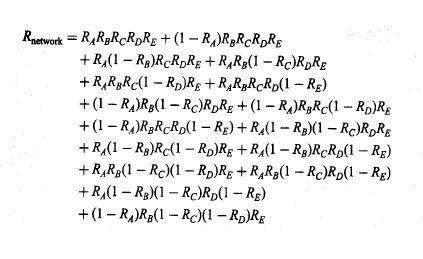 R_network = R_A R_B R_C R_D R_E + (1 − R_A)R_B R_C R_D R_E
+ R_A(1 − R_B)R_C R_D R_E + R_A R_B(1 − R_C)R_D R_E
+ R_A R_B R_C(1 − R_D)R_E + R_A R_B R_C R_D(1 − R_E)
+ (1 − R_A)R_B(1 − R_C)R_D R_E + (1 − R_A)R_B R_C(1 − R_D)R_E
+ (1 − R_A)R_B R_C R_D(1 − R_E) + R_A(1 − R_B)(1 − R_C)R_D R_E
+ R_A(1 − R_B)R_C(1 − R_D)R_E + R_A(1 − R_B)R_C R_D(1 − R_E)
+ R_A R_B(1 − R_C)(1 − R_D)R_E + R_A R_B(1 − R_C)R_D(1 − R_E)
+ R_A(1 − R_B)(1 − R_C)R_D(1 − R_E)
+ (1 − R_A)R_B(1 − R_C)(1 − R_D)R_E